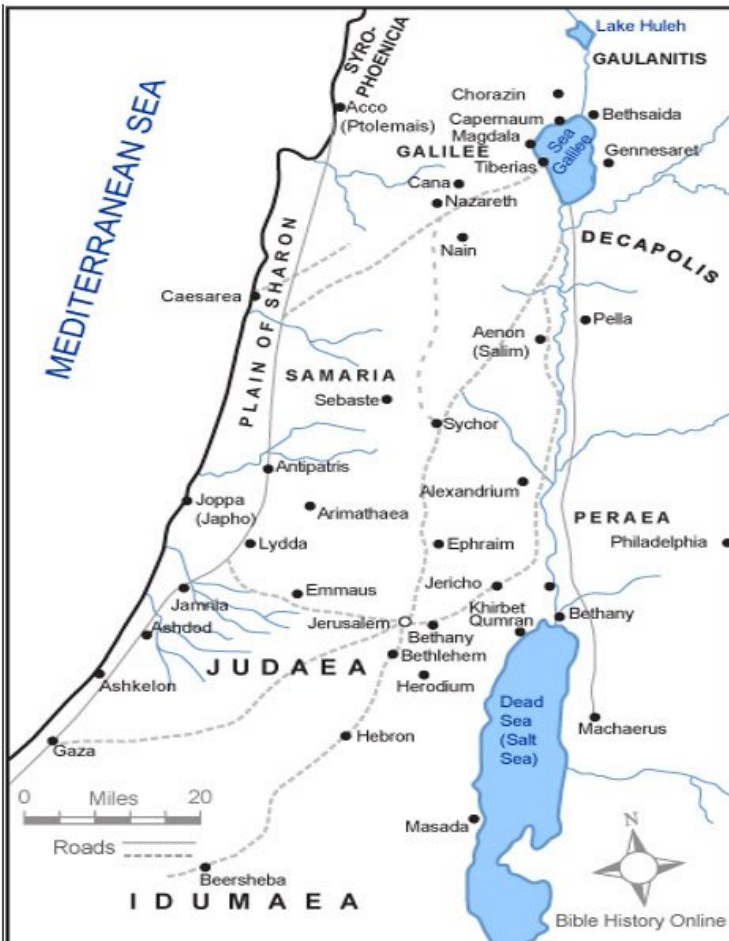 Lake Huleh
SYRO-
PHOENICIA
GAULANITIS
MEDITERRANEAN SEA
Chorazin
Acco
(Ptolemais)
Capernaum
Bethsaida
Magdala
Sea
Galilee
GALILEE
Tiberias
Gennesaret
Cana
Nazareth
Nain
DECAPOLIS
PLAIN OF SHARON
Caesarea
Pella
Aenon
(Salim)
SAMARIA
Sebaste
Sychor
Antipatris
Alexandrium
Joppa
(Japho)
Arimathaea
PERAEA
Lydda
Ephraim
Philadelphia
Emmaus
Jericho
Jamnia
Khirbet
Qumran
Bethany
Jerusalem
Bethany
Ashdod
Bethlehem
JUDAEA
Herodium
Ashkelon
Dead
Sea
(Salt
Sea)
Machaerus
Gaza
Hebron
0 Miles 20
Masada
Roads
Beersheba
N
IDUMAEA
Bible History Online